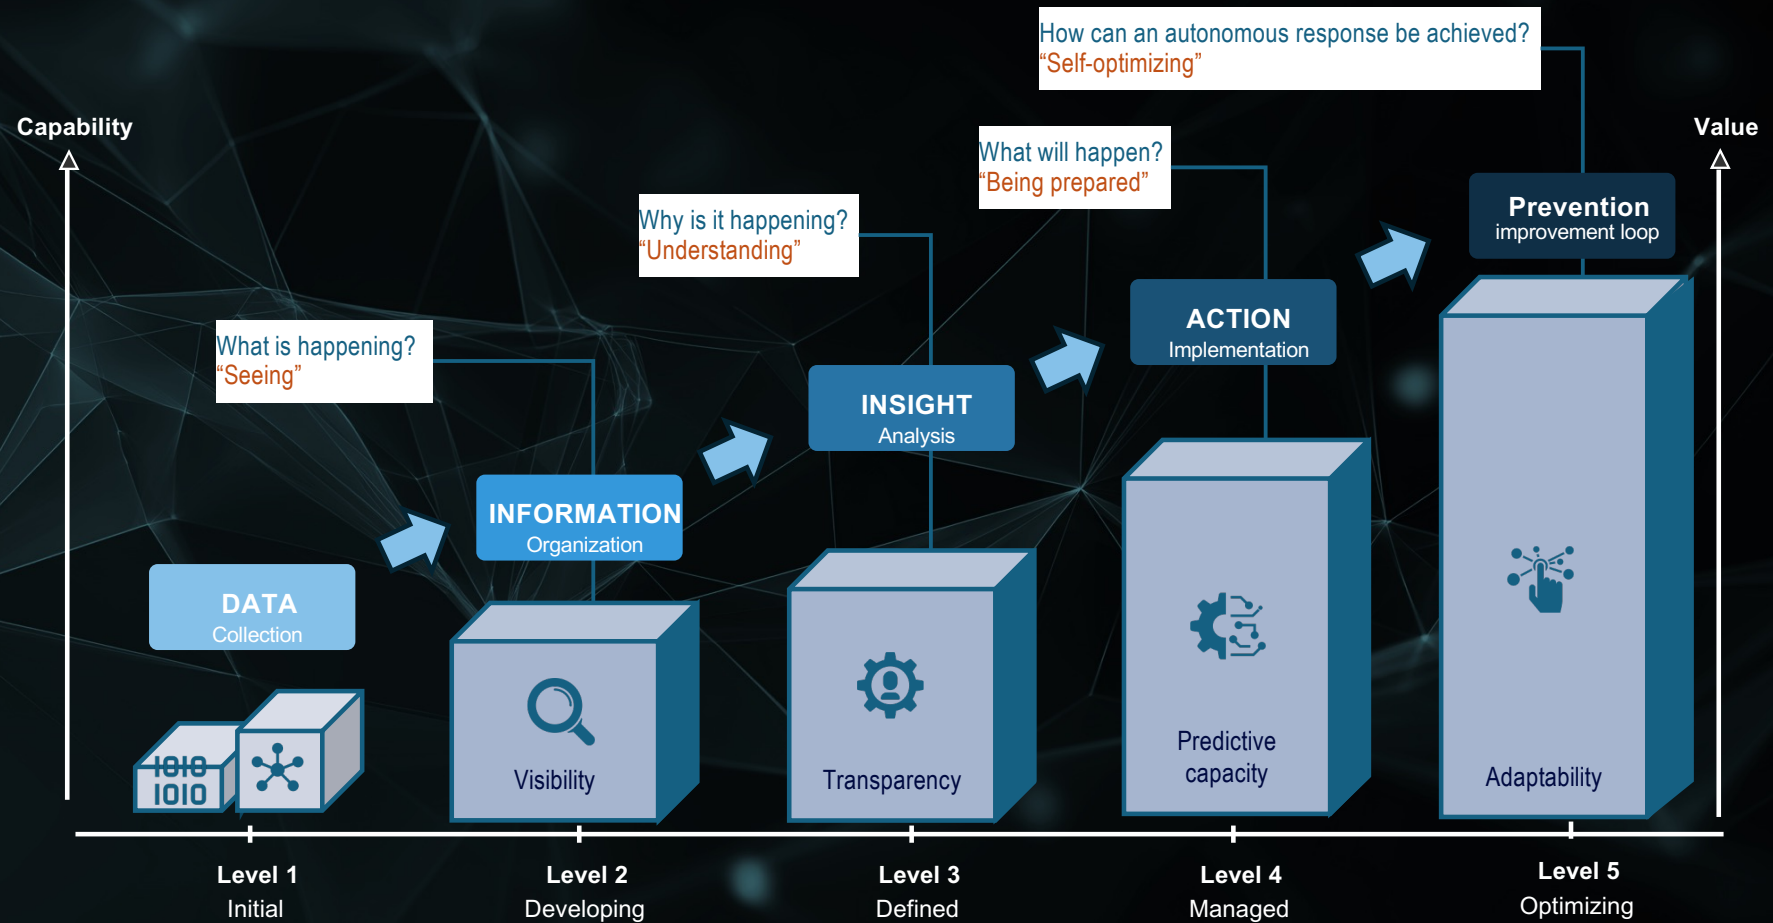 How can an autonomous response be achieved?
“Self-optimizing”
Capability
Value
What will happen?
“Being prepared”
Why is it happening?
“Understanding”
Prevention
improvement loop
What is happening?
“Seeing”
ACTION
Implementation
INSIGHT
Analysis
INFORMATION
Organization
DATA
Collection
1010
1010
Visibility
Transparency
Predictive
capacity
Adaptability
Level 1
Initial
Level 2
Developing
Level 3
Defined
Level 4
Managed
Level 5
Optimizing